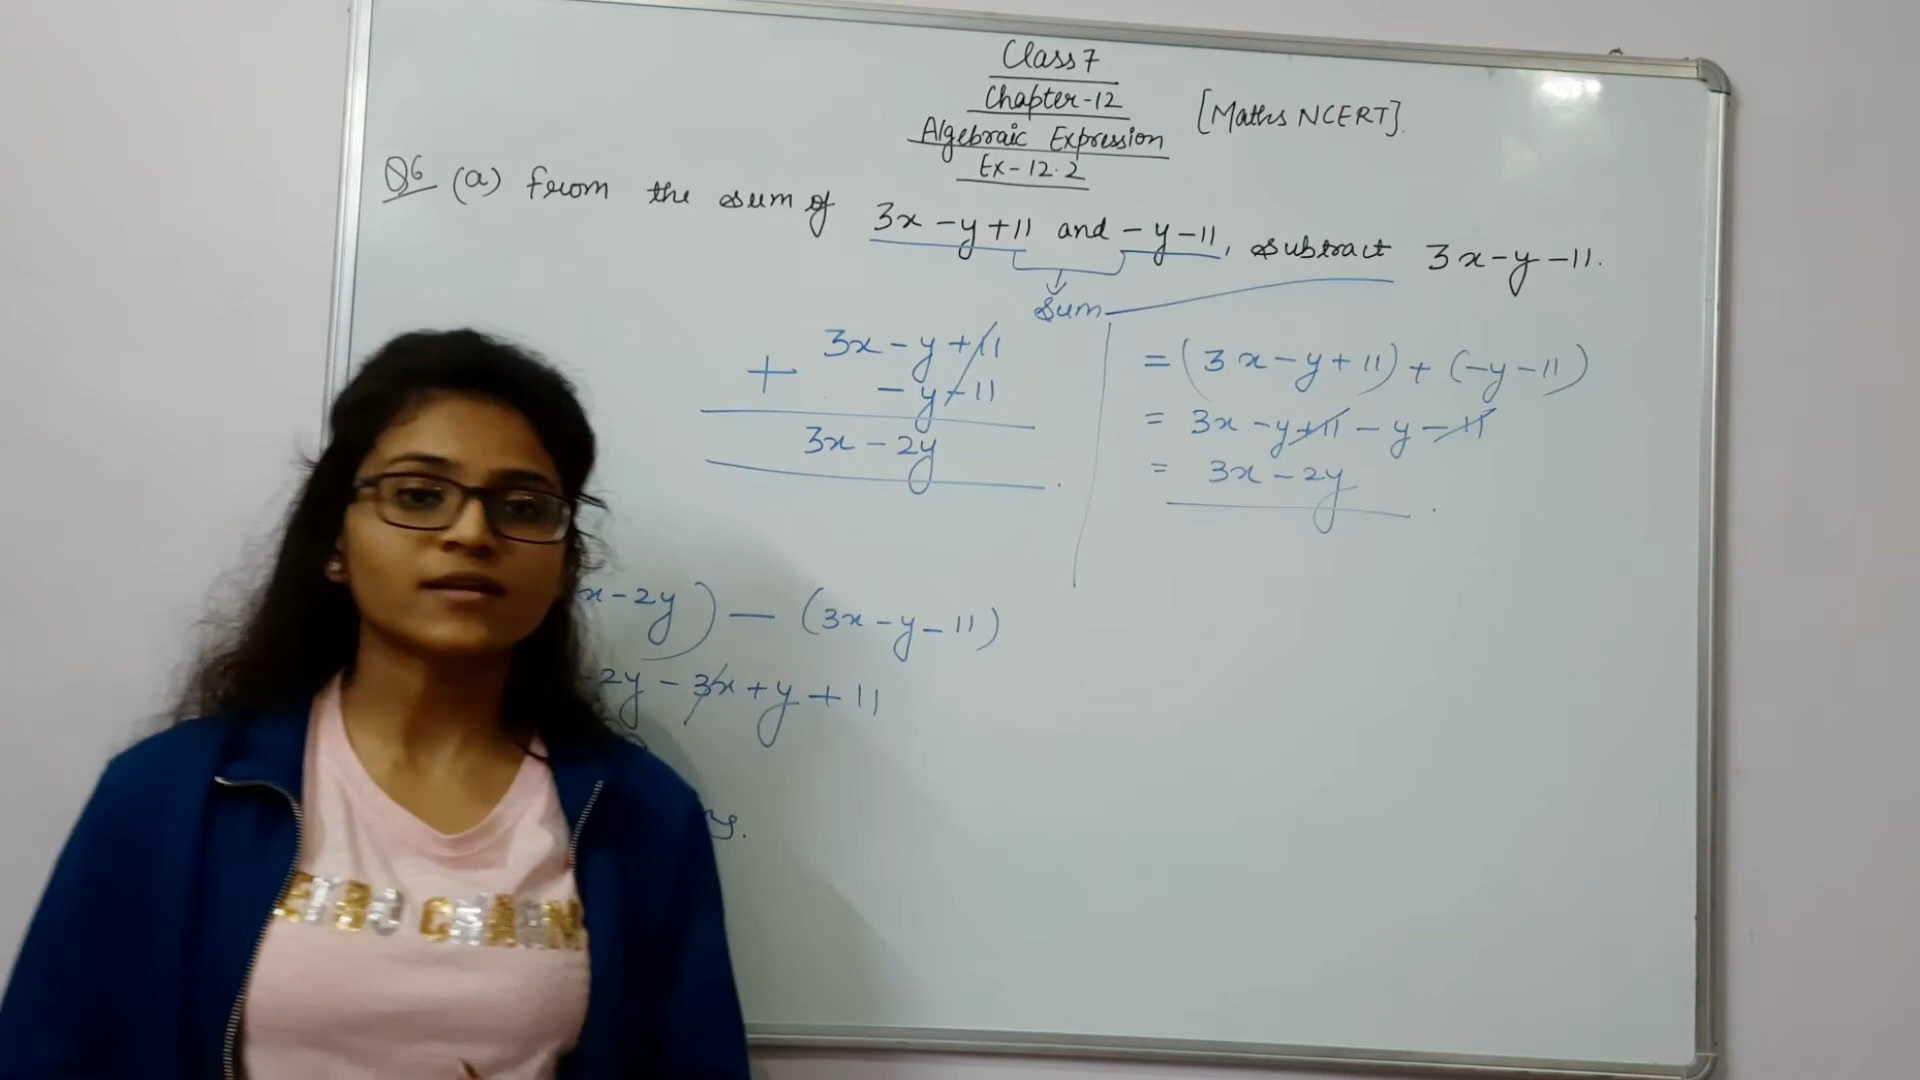 Class 7
Chapter-12
[Maths NCERT].
Algebraic Expression
Ex-12.2
Q6 (a) From the sum of 3x-y+11 and -y-11, subtract 3x-y-11.
Sum
3x-y+11
+ -y-11
3x-2y
=(3x-y+11)+(-y-11)
= 3x-y+11-y-11
= 3x-2y
x-2y) - (3x-y-11)
2y-3x+y+11
CHARM